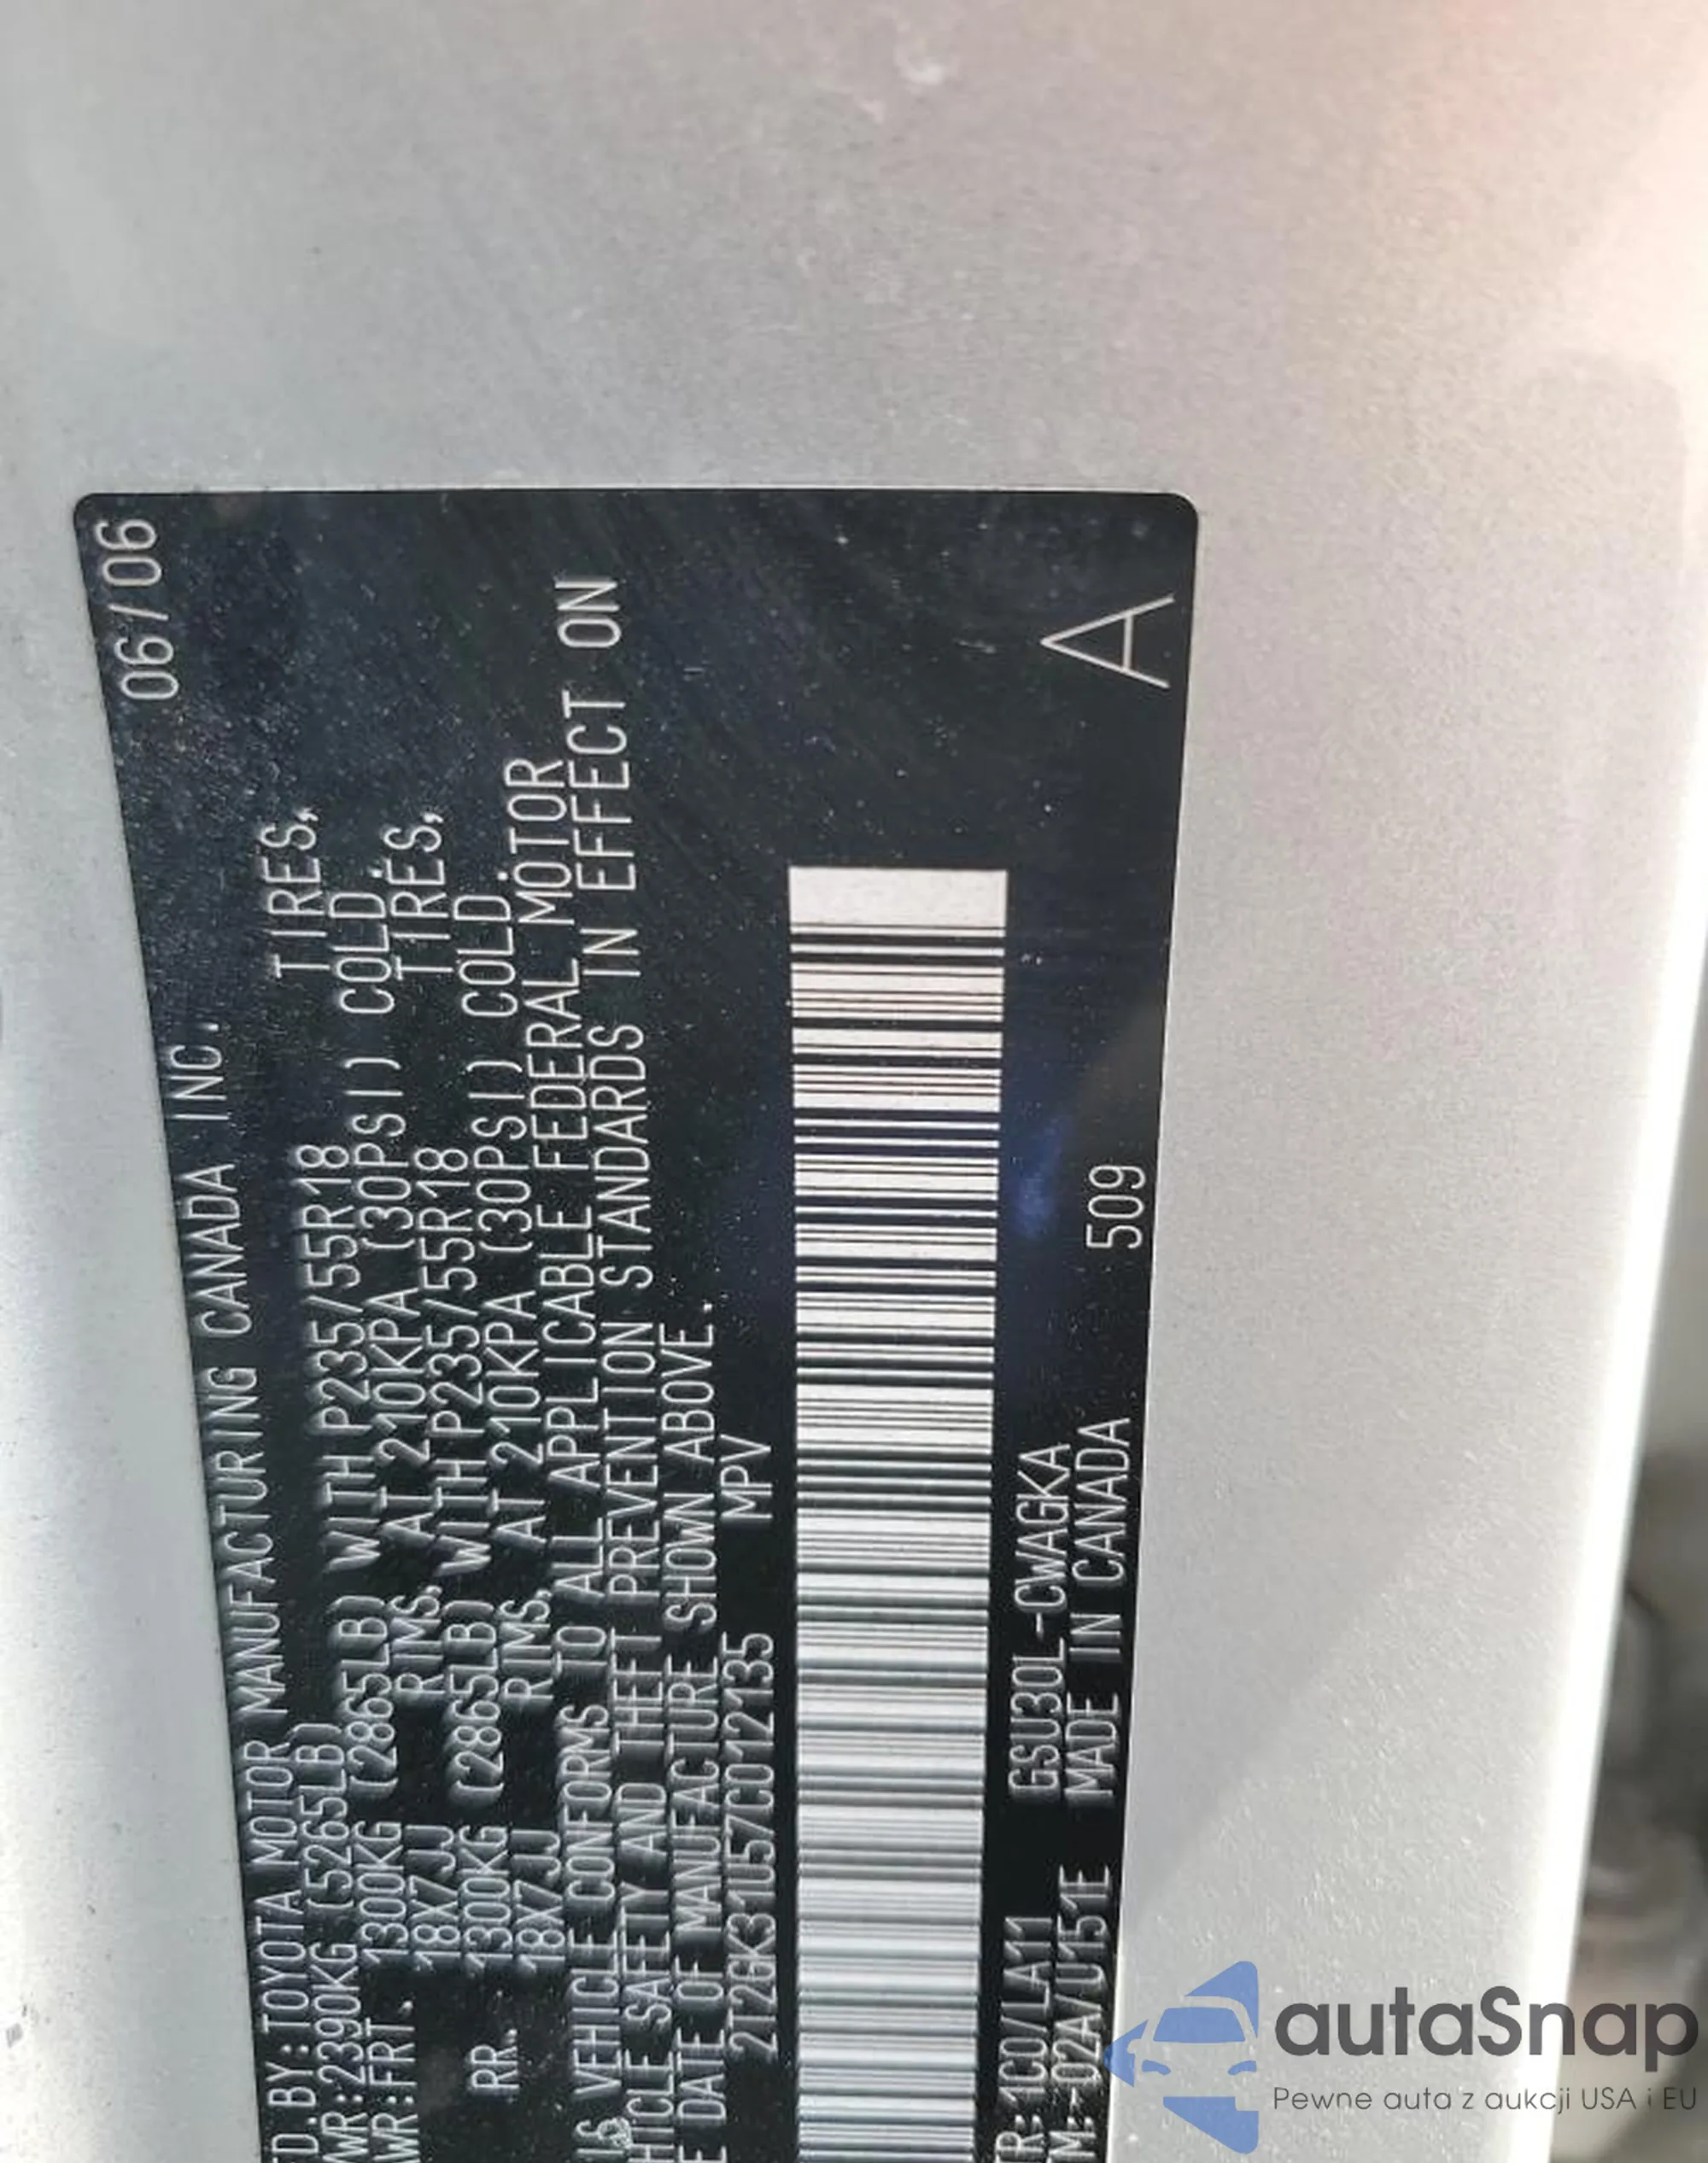 TD.BY:TOYOTA MOTOR MANUFACTURING CANADA INC. 06/06
WR:2390KG (5265LB)
WR:FRT. 1300KG (2865LB) WITH P235/55R18 TIRES,
18X7JJ RIMS, AT 210KPA (30PSI) COLD.
RR. 1300KG (2865LB) WITH P235/55R18 TIRES,
18X7JJ RIMS, AT 210KPA (30PSI) COLD.
VEHICLE CONFORMS TO ALL APPLICABLE FEDERAL MOTOR
HICLE SAFETY AND THEFT PREVENTION STANDARDS IN EFFECT ON
E DATE OF MANUFACTURE SHOWN ABOVE.
2T2GK31U57C012135 MPV
TR:1C0/LA11 GSU30L-CWAGKA
TM:-02A/U151E MADE IN CANADA 509
A
autaSnap
Pewne auta z aukcji USA i EU